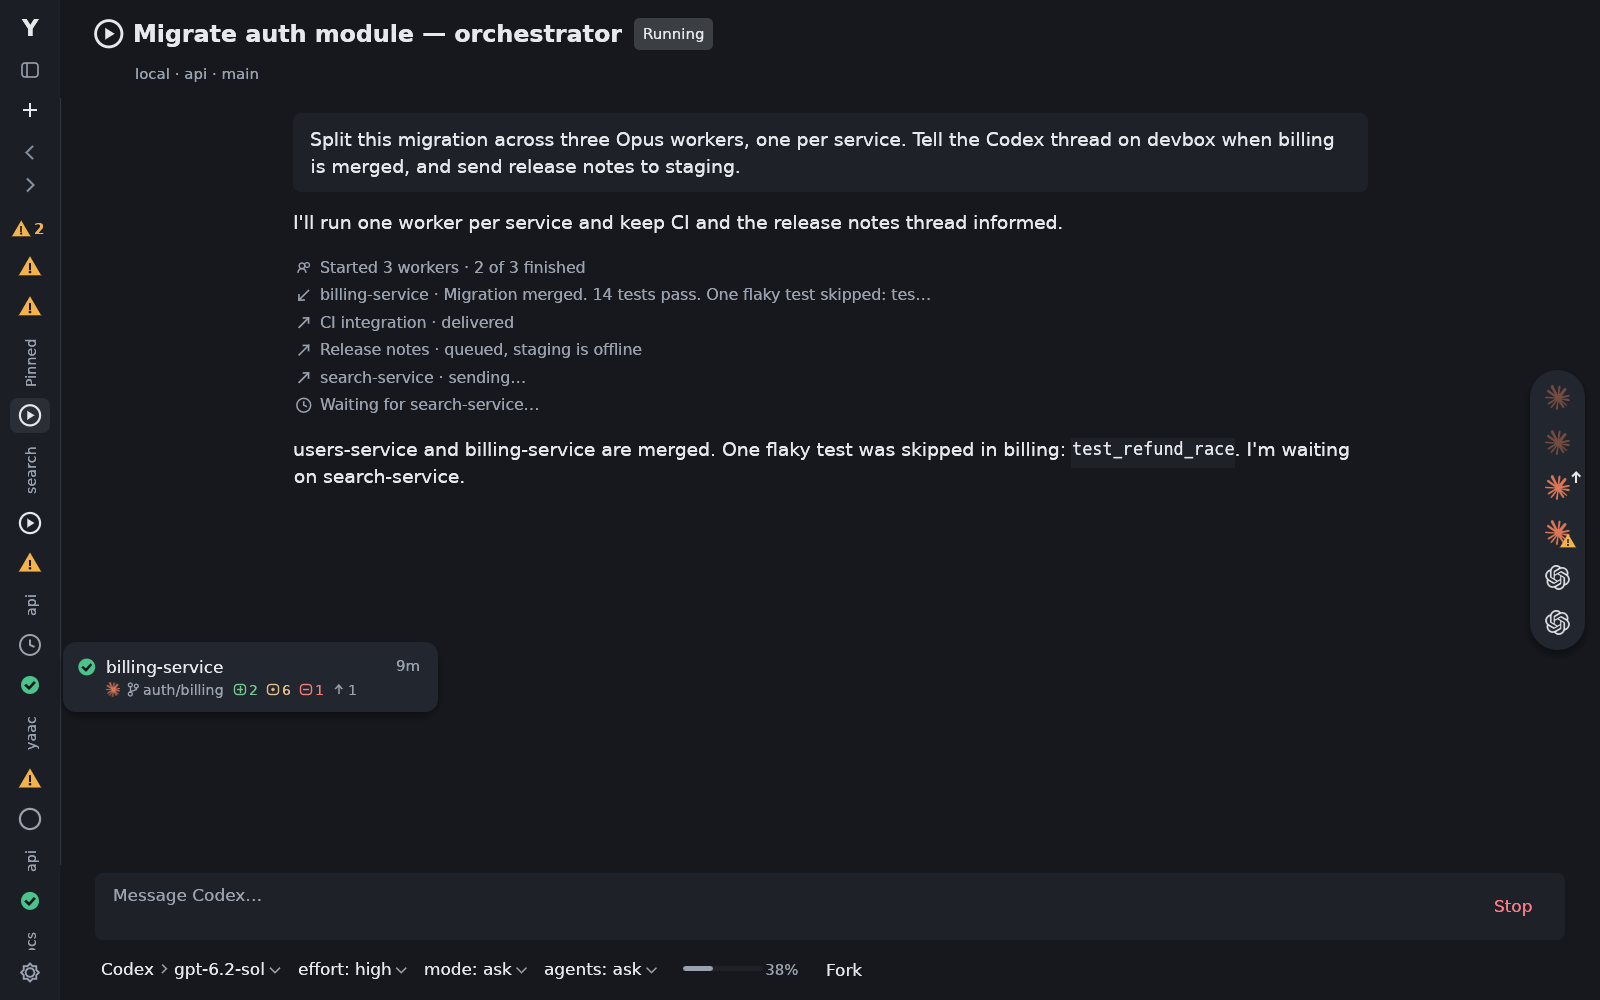 Y
2
Pinned
search
api
yaac
api
Migrate auth module — orchestrator
Running
local · api · main
Split this migration across three Opus workers, one per service. Tell the Codex thread on devbox when billing
is merged, and send release notes to staging.
I'll run one worker per service and keep CI and the release notes thread informed.
Started 3 workers · 2 of 3 finished
billing-service · Migration merged. 14 tests pass. One flaky test skipped: tes…
CI integration · delivered
Release notes · queued, staging is offline
search-service · sending…
Waiting for search-service…
users-service and billing-service are merged. One flaky test was skipped in billing: test_refund_race. I'm waiting
on search-service.
billing-service 9m
auth/billing 2 6 1 1
Message Codex…
Stop
Codex gpt-6.2-sol effort: high mode: ask agents: ask 38% Fork